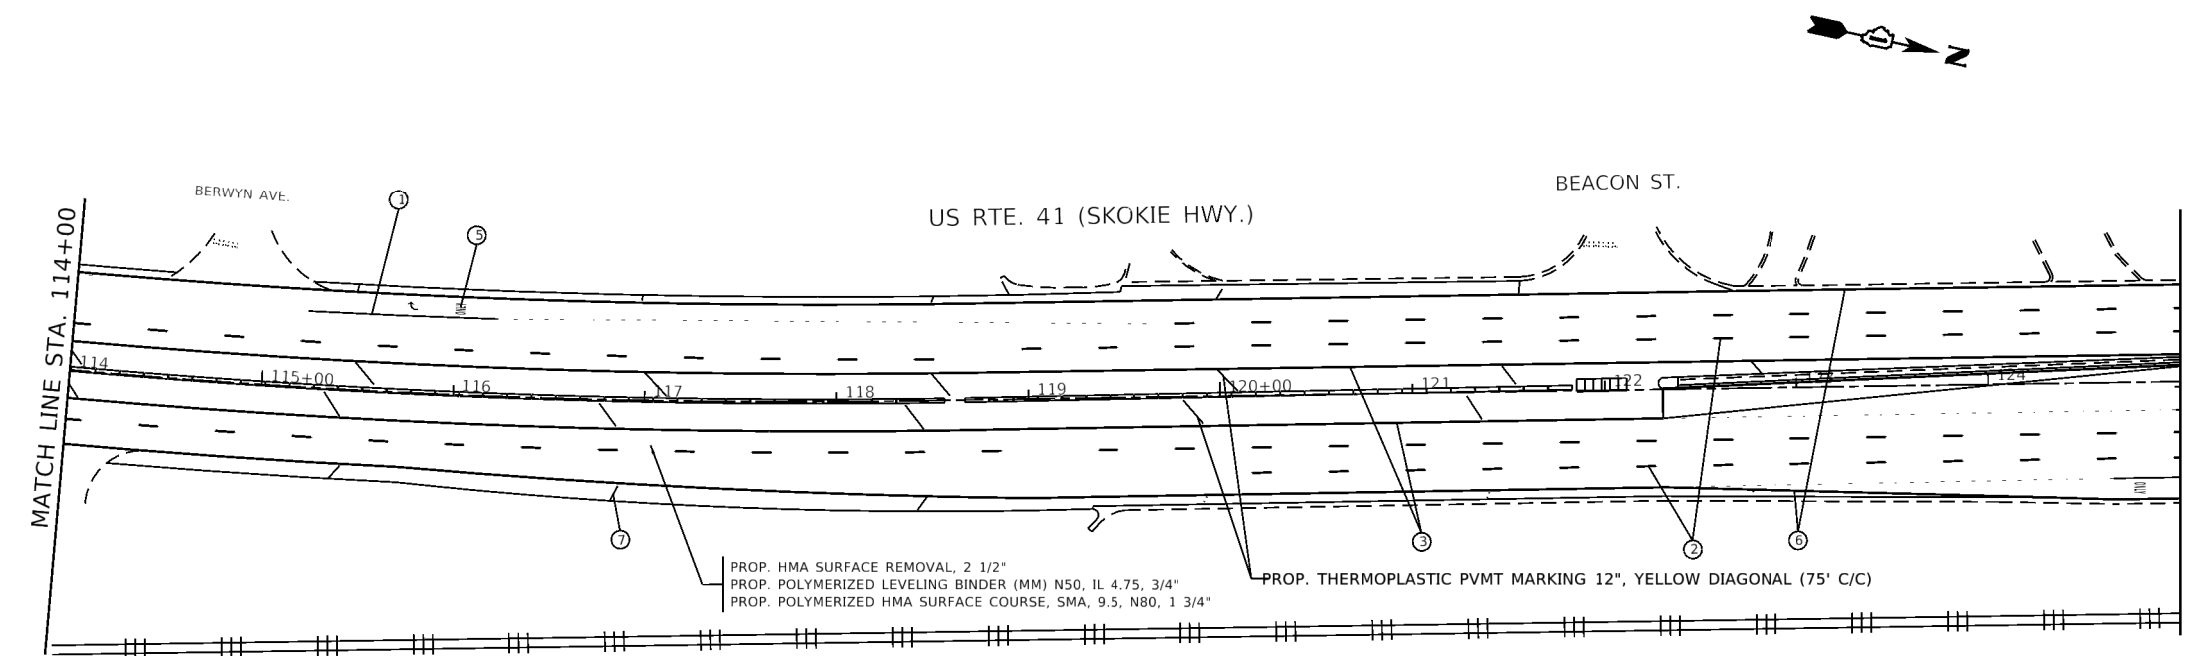 N
BERWYN AVE.
1
5
US RTE. 41 (SKOKIE HWY.)
BEACON ST.
MATCH LINE STA. 114+00
114
115+00
116
117
118
119
120+00
121
122
124
ONLY
7
3
2
6
PROP. HMA SURFACE REMOVAL, 2 1/2"
PROP. POLYMERIZED LEVELING BINDER (MM) N50, IL 4.75, 3/4"
PROP. POLYMERIZED HMA SURFACE COURSE, SMA, 9.5, N80, 1 3/4"
PROP. THERMOPLASTIC PVMT MARKING 12", YELLOW DIAGONAL (75' C/C)